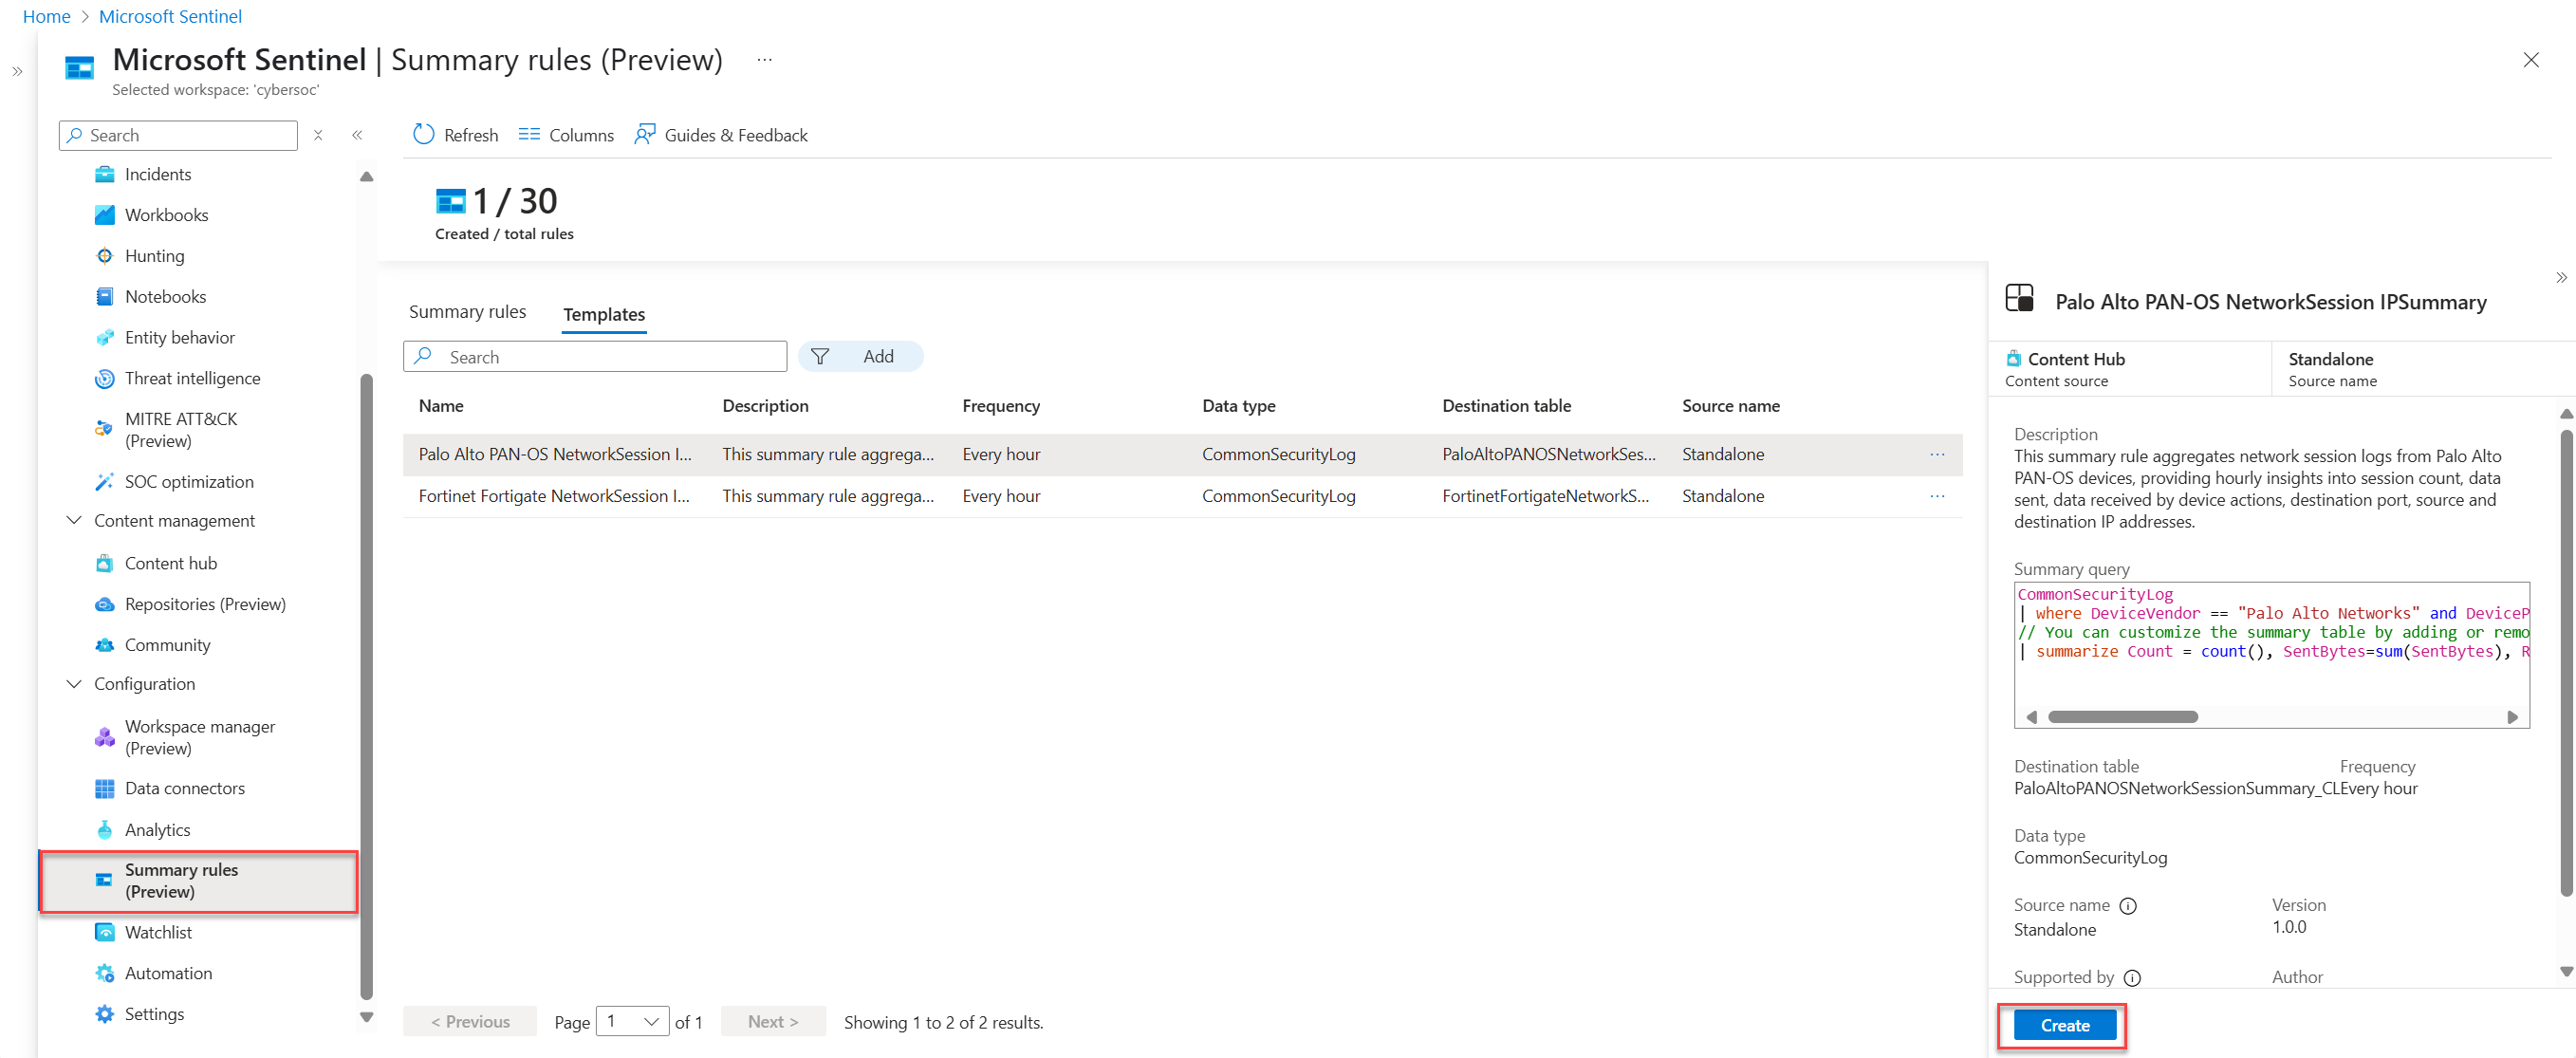 Home > Microsoft Sentinel
Microsoft Sentinel | Summary rules (Preview) ...
Selected workspace: 'cybersoc'
Search
Incidents
Workbooks
Hunting
Notebooks
Entity behavior
Threat intelligence
MITRE ATT&CK
(Preview)
SOC optimization
Content management
Content hub
Repositories (Preview)
Community
Configuration
Workspace manager
(Preview)
Data connectors
Analytics
Summary rules
(Preview)
Watchlist
Automation
Settings
Refresh Columns Guides & Feedback
1 / 30
Created / total rules
Summary rules Templates
Search Add
Name Description Frequency Data type Destination table Source name
Palo Alto PAN-OS NetworkSession I... This summary rule aggrega... Every hour CommonSecurityLog PaloAltoPANOSNetworkSes... Standalone ...
Fortinet Fortigate NetworkSession I... This summary rule aggrega... Every hour CommonSecurityLog FortinetFortigateNetworkS... Standalone ...
< Previous Page 1 of 1 Next > Showing 1 to 2 of 2 results.
Palo Alto PAN-OS NetworkSession IPSummary
Content Hub Standalone
Content source Source name
Description
This summary rule aggregates network session logs from Palo Alto
PAN-OS devices, providing hourly insights into session count, data
sent, data received by device actions, destination port, source and
destination IP addresses.
Summary query
CommonSecurityLog
| where DeviceVendor == "Palo Alto Networks" and DeviceP
// You can customize the summary table by adding or remo
| summarize Count = count(), SentBytes=sum(SentBytes), R
Destination table Frequency
PaloAltoPANOSNetworkSessionSummary_CLEvery hour
Data type
CommonSecurityLog
Source name Version
Standalone 1.0.0
Supported by Author
Create